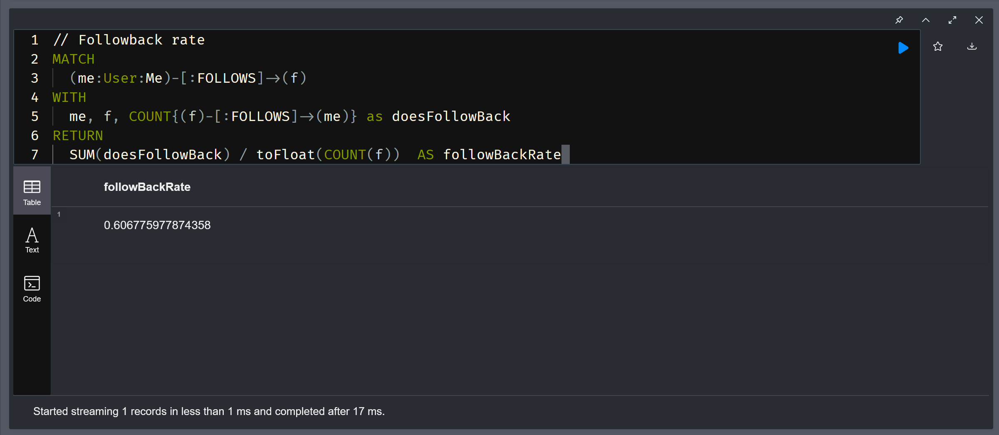 1 // Followback rate
2 MATCH
3 (me:User:Me)-[:FOLLOWS]->(f)
4 WITH
5 me, f, COUNT{(f)-[:FOLLOWS]->(me)} as doesFollowBack
6 RETURN
7 SUM(doesFollowBack) / toFloat(COUNT(f))  AS followBackRate
Table
followBackRate
1
0.606775977874358
Text
Code
Started streaming 1 records in less than 1 ms and completed after 17 ms.